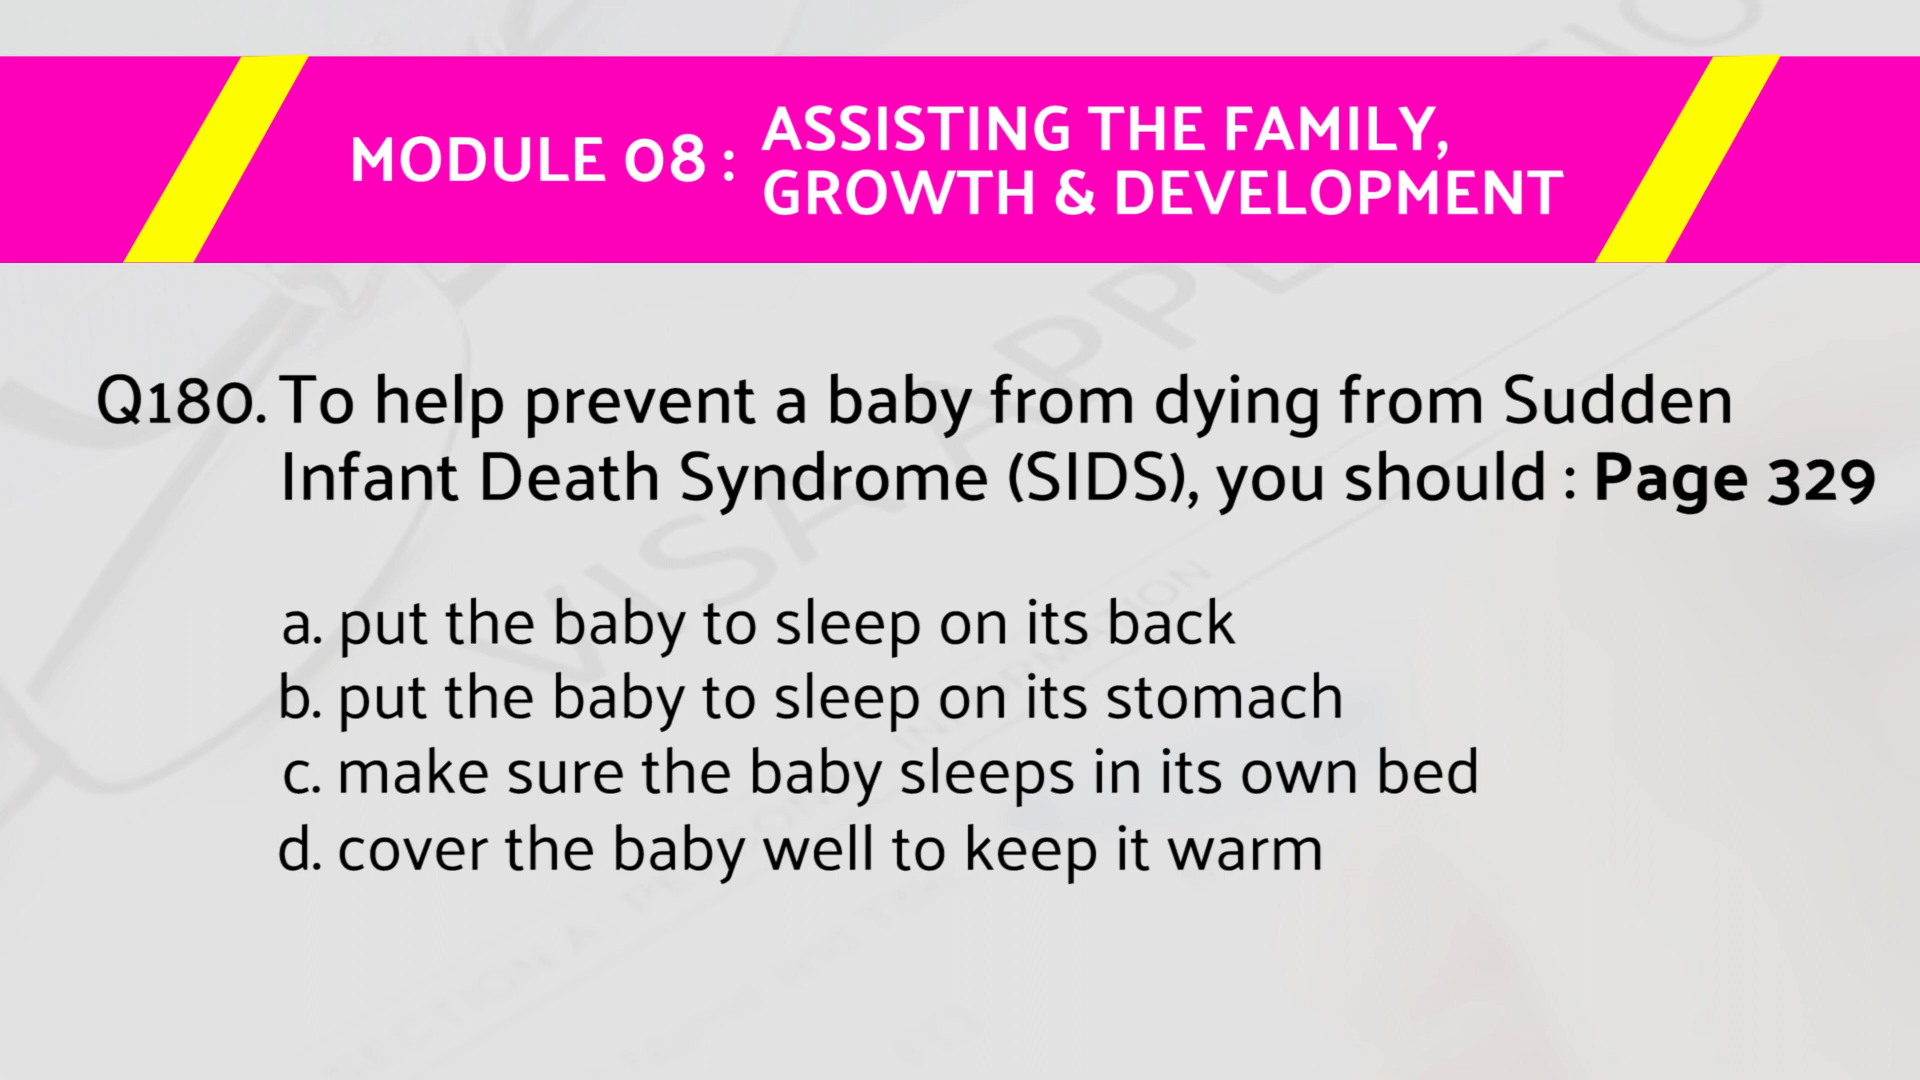 MODULE 08 :
ASSISTING THE FAMILY,
GROWTH & DEVELOPMENT
Q180. To help prevent a baby from dying from Sudden
Infant Death Syndrome (SIDS), you should : Page 329
a. put the baby to sleep on its back
b. put the baby to sleep on its stomach
c. make sure the baby sleeps in its own bed
d. cover the baby well to keep it warm
VISA APPL